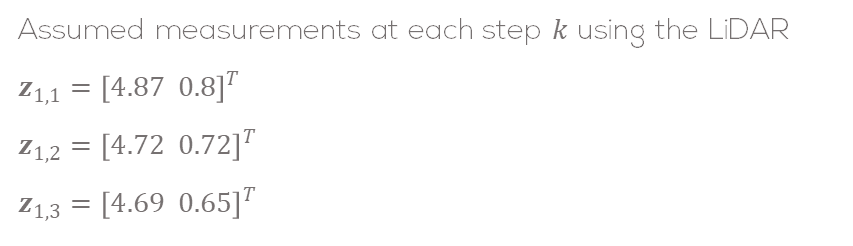 Assumed measurements at each step k using the LiDAR
z₁,₁ = [4.87 0.8]ᵀ
z₁,₂ = [4.72 0.72]ᵀ
z₁,₃ = [4.69 0.65]ᵀ